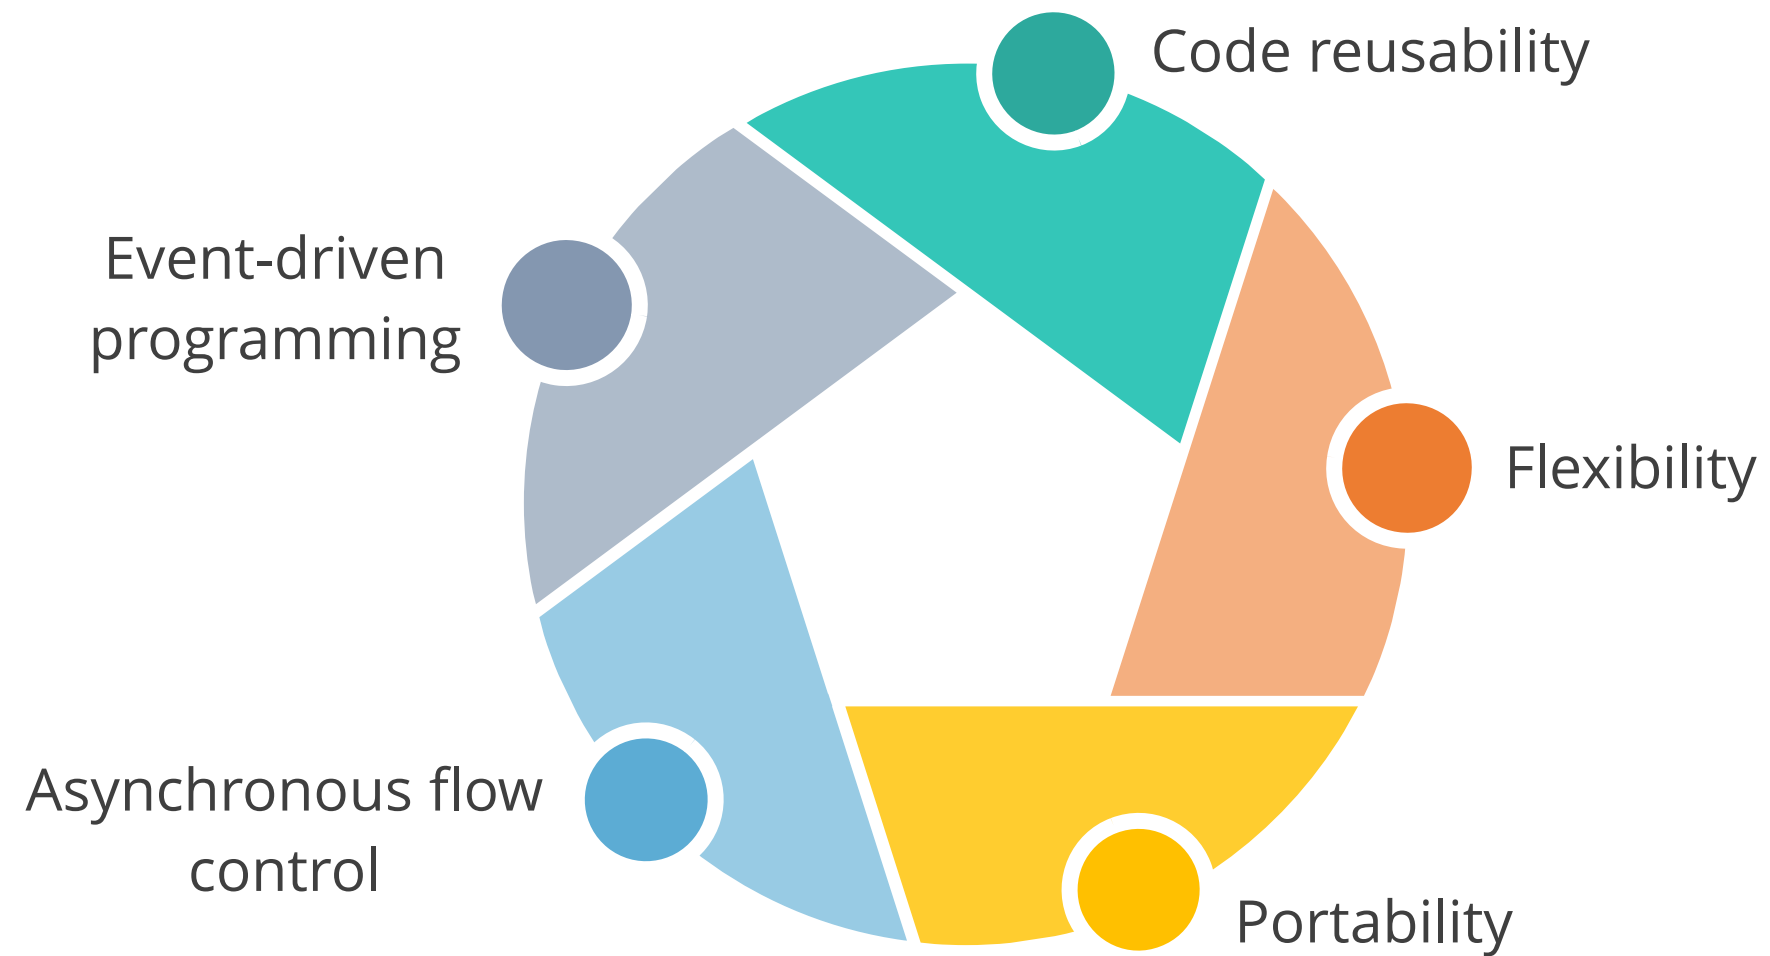 Code reusability
Event-driven
programming
Flexibility
Asynchronous flow
control
Portability